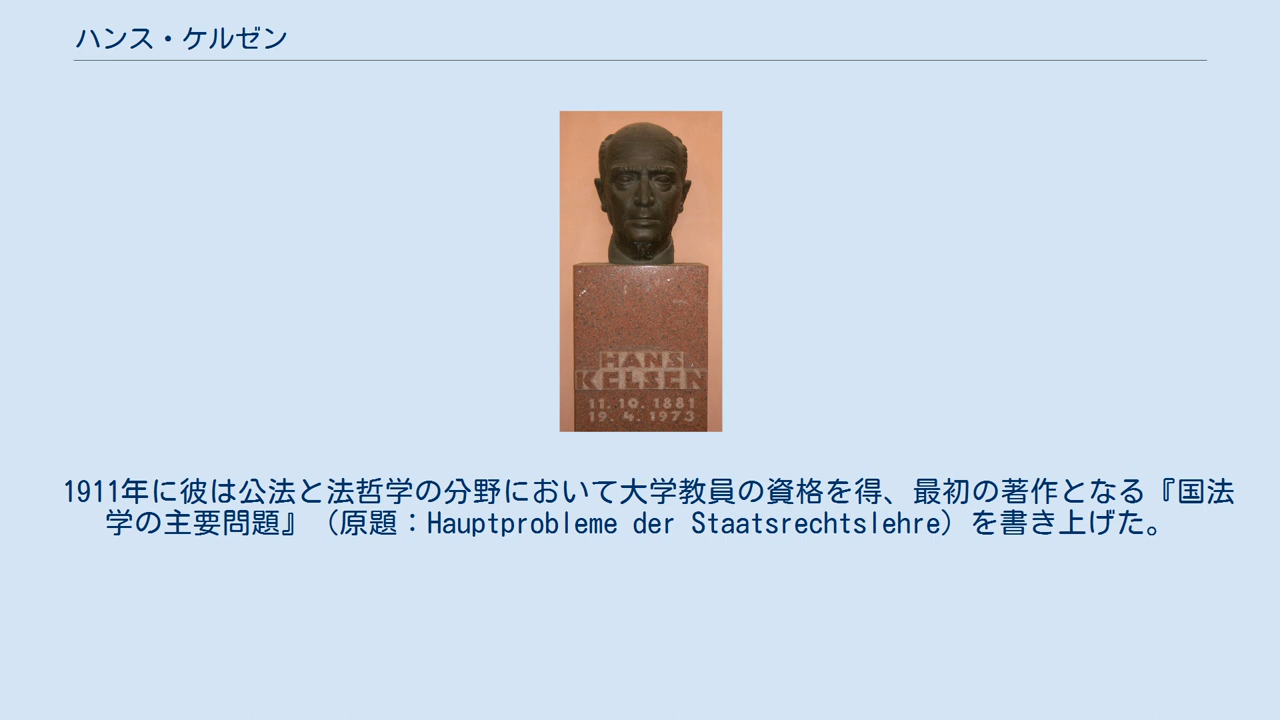 ハンス・ケルゼン
HANS
KELSEN
11.10.1881
19.4.1973
1911年に彼は公法と法哲学の分野において大学教員の資格を得、最初の著作となる『国法
学の主要問題』（原題：Hauptprobleme der Staatsrechtslehre）を書き上げた。